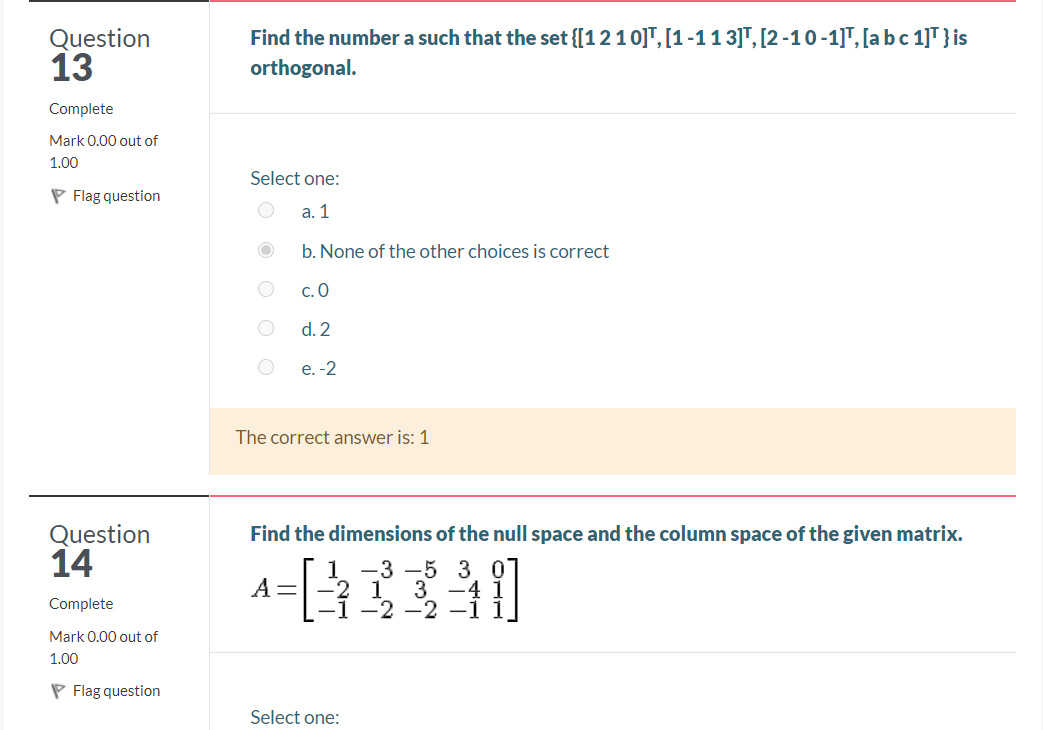 Question
13
Complete
Mark 0.00 out of
1.00
Flag question
Find the number a such that the set {[1 2 1 0]ᵀ, [1 -1 1 3]ᵀ, [2 -1 0 -1]ᵀ, [a b c 1]ᵀ } is
orthogonal.
Select one:
a. 1
b. None of the other choices is correct
c. 0
d. 2
e. -2
The correct answer is: 1
Question
14
Complete
Mark 0.00 out of
1.00
Flag question
Find the dimensions of the null space and the column space of the given matrix.
A = [ 1 −3 −5 3 0
−2 1 3 −4 1
−1 −2 −2 −1 1 ]
Select one: